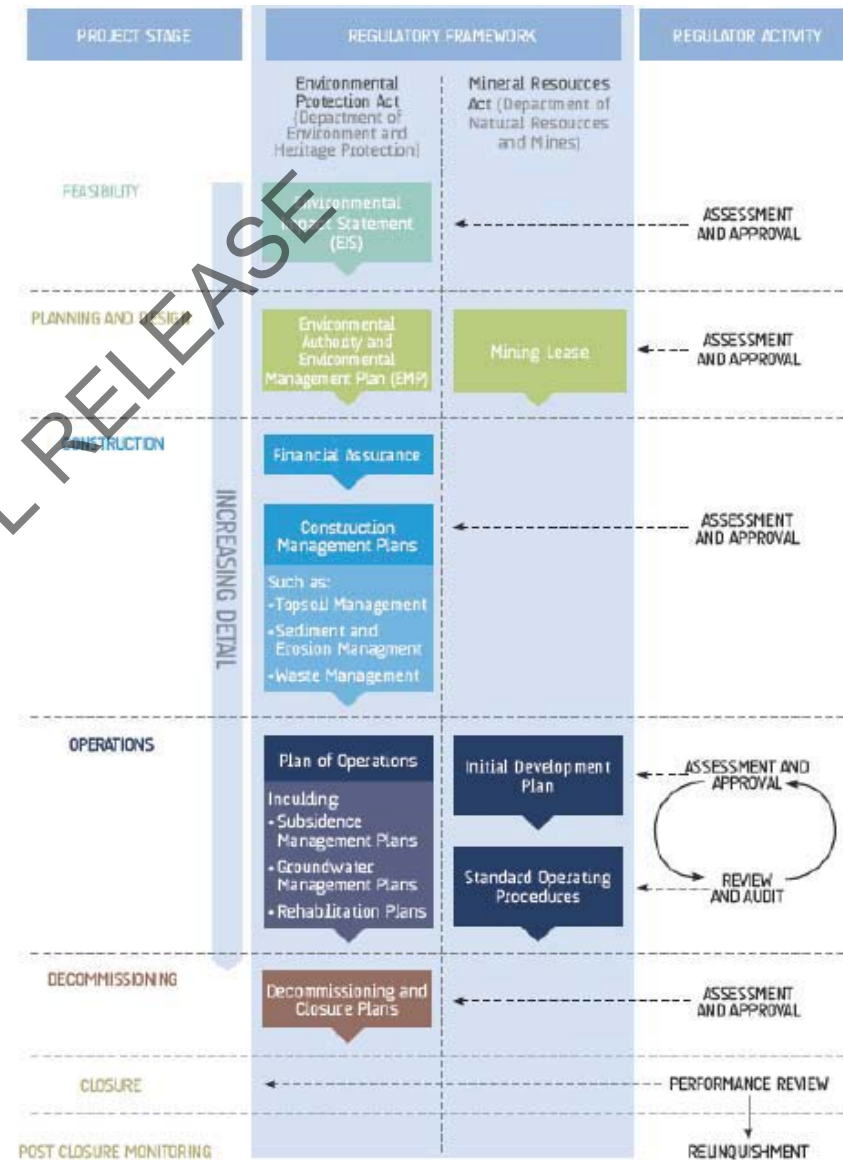 PROJECT STAGE
REGULATORY FRAMEWORK
REGULATOR ACTIVITY
Environmental
Protection Act
(Department of
Environment and
Heritage Protection)
Mineral Resources
Act (Department of
Natural Resources
and Mines)
FEASIBILITY
Environmental
Impact Statement
(EIS)
ASSESSMENT
AND APPROVAL
PLANNING AND DESIGN
Environmental
Authority and
Environmental
Management Plan (EMP)
Mining Lease
ASSESSMENT
AND APPROVAL
CONSTRUCTION
Financial Assurance
Construction
Management Plans
Such as:
-Topsoil Management
-Sediment and
Erosion Managment
-Waste Management
ASSESSMENT
AND APPROVAL
INCREASING DETAIL
OPERATIONS
Plan of Operations
Inculding
• Subsidence
Management Plans
• Groundwater
Management Plans
• Rehabilitation Plans
Initial Development
Plan
Standard Operating
Procedures
ASSESSMENT AND
APPROVAL
REVIEW
AND AUDIT
DECOMMISSIONING
Decommissioning and
Closure Plans
ASSESSMENT
AND APPROVAL
CLOSURE
PERFORMANCE REVIEW
POST CLOSURE MONITORING
RELINQUISHMENT
L RELEASE